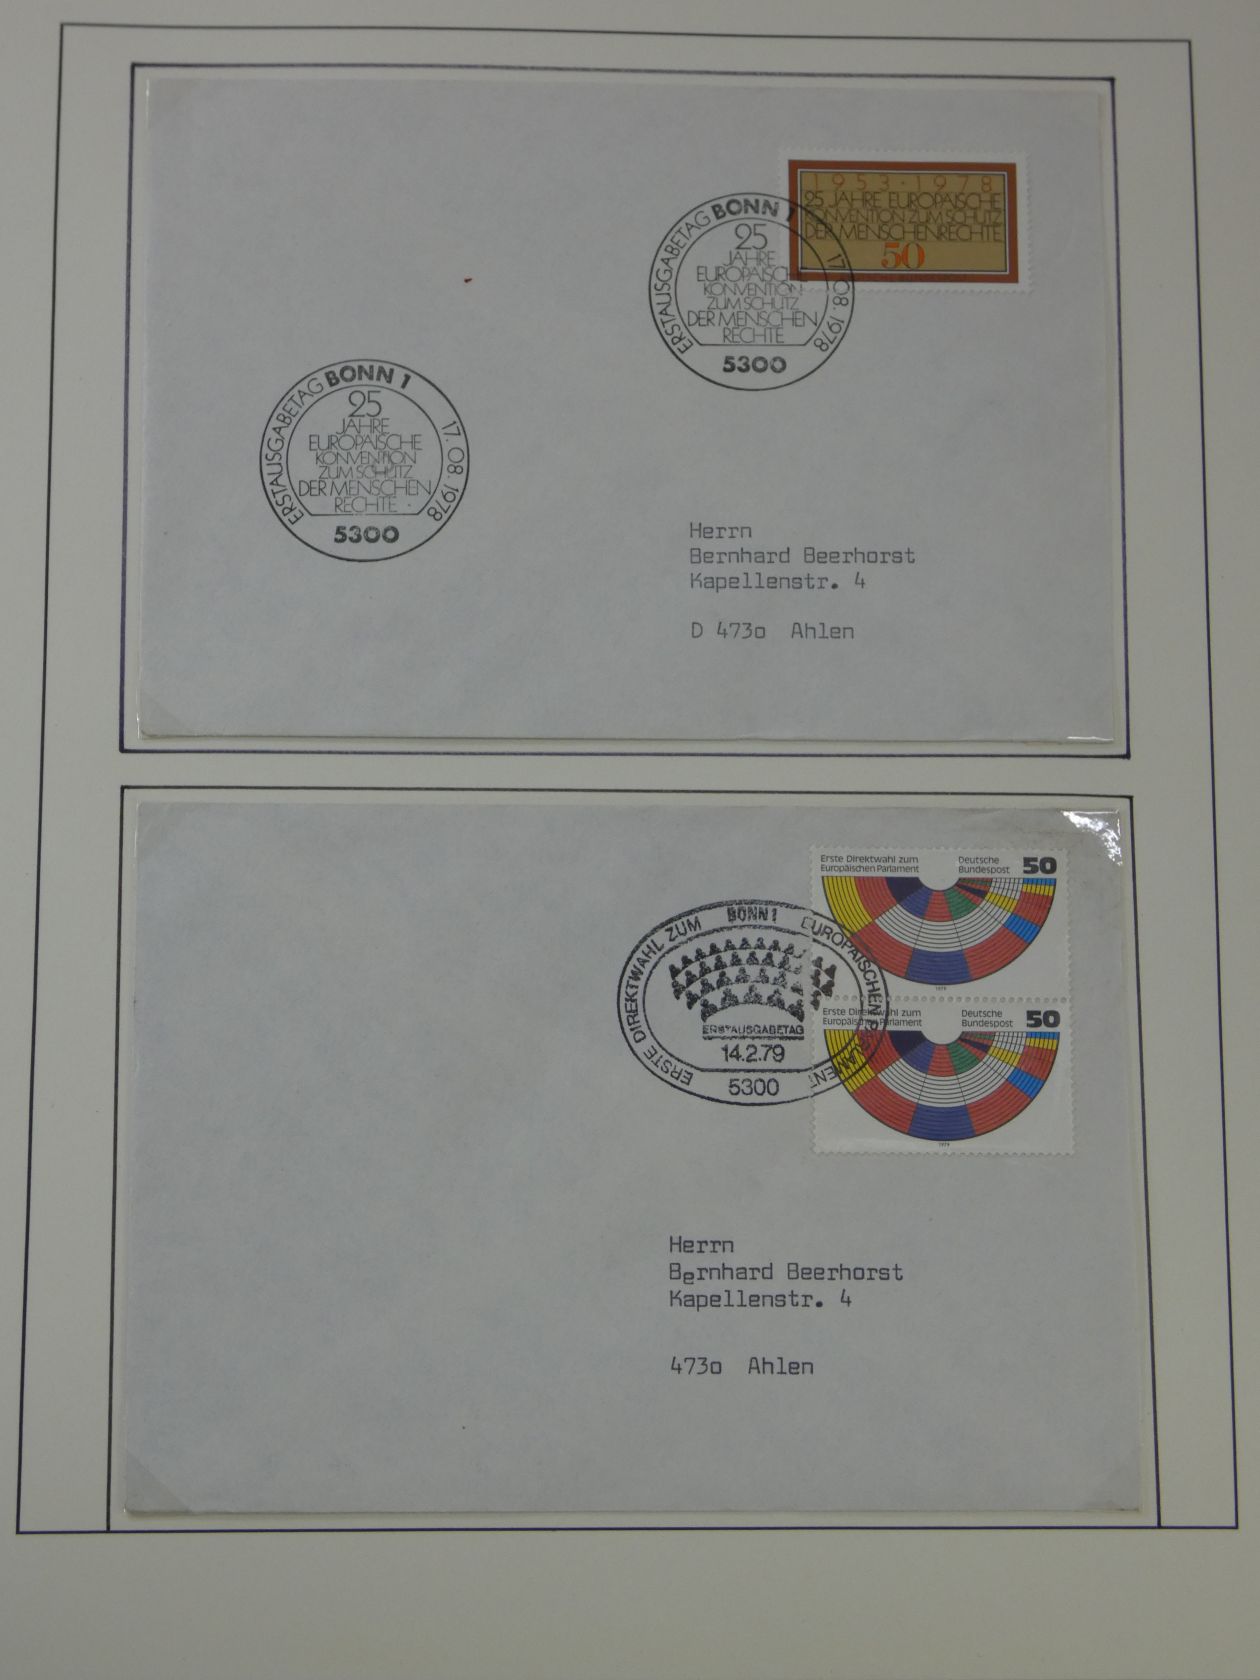 1953·1978
25 JAHRE EUROPÄISCHE
KONVENTION ZUM SCHUTZ
DER MENSCHENRECHTE
50
ERSTAUSGABETAG BONN 1 17.08.1978
25
JAHRE
EUROPÄISCHE
KONVENTION
ZUM SCHUTZ
DER MENSCHEN
RECHTE
5300
ERSTAUSGABETAG BONN 1 17.08.1978
25
JAHRE
EUROPÄISCHE
KONVENTION
ZUM SCHUTZ
DER MENSCHEN
RECHTE
5300
Herrn
Bernhard Beerhorst
Kapellenstr. 4
D 473o Ahlen
Erste Direktwahl zum
Europäischen Parlament
Deutsche
Bundespost
50
1979
Erste Direktwahl zum
Europäischen Parlament
Deutsche
Bundespost
50
1979
BONN 1
ERSTE DIREKTWAHL ZUM EUROPÄISCHEN PARLAMENT
ERSTAUSGABETAG
14.2.79
5300
Herrn
Bernhard Beerhorst
Kapellenstr. 4
473o Ahlen